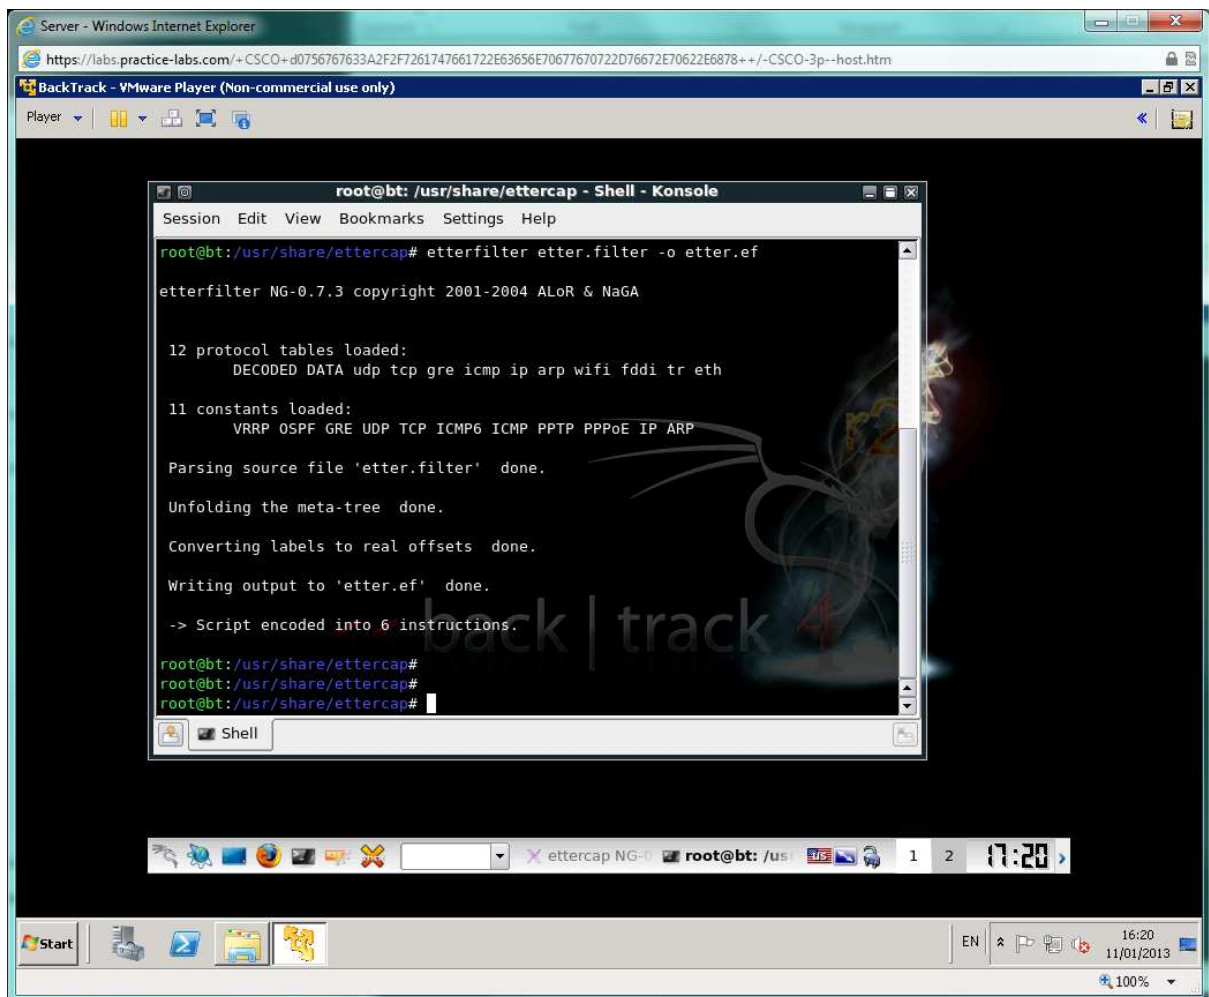 Server - Windows Internet Explorer
https://labs.practice-labs.com/+CSCO+d0756767633A2F2F7261747661722E63656E70677670722D76672E70622E6878++/-CSCO-3p--host.htm
BackTrack - VMware Player (Non-commercial use only)
Player
root@bt: /usr/share/ettercap - Shell - Konsole
Session Edit View Bookmarks Settings Help
root@bt:/usr/share/ettercap# etterfilter etter.filter -o etter.ef
etterfilter NG-0.7.3 copyright 2001-2004 ALoR & NaGA
12 protocol tables loaded:
DECODED DATA udp tcp gre icmp ip arp wifi fddi tr eth
11 constants loaded:
VRRP OSPF GRE UDP TCP ICMP6 ICMP PPTP PPPoE IP ARP
Parsing source file 'etter.filter'  done.
Unfolding the meta-tree  done.
Converting labels to real offsets  done.
Writing output to 'etter.ef'  done.
-> Script encoded into 6 instructions.
back | track 4
root@bt:/usr/share/ettercap#
root@bt:/usr/share/ettercap#
root@bt:/usr/share/ettercap#
Shell
ettercap NG-0 root@bt: /us US 1 2 17:20
Start EN 16:20
11/01/2013
100%